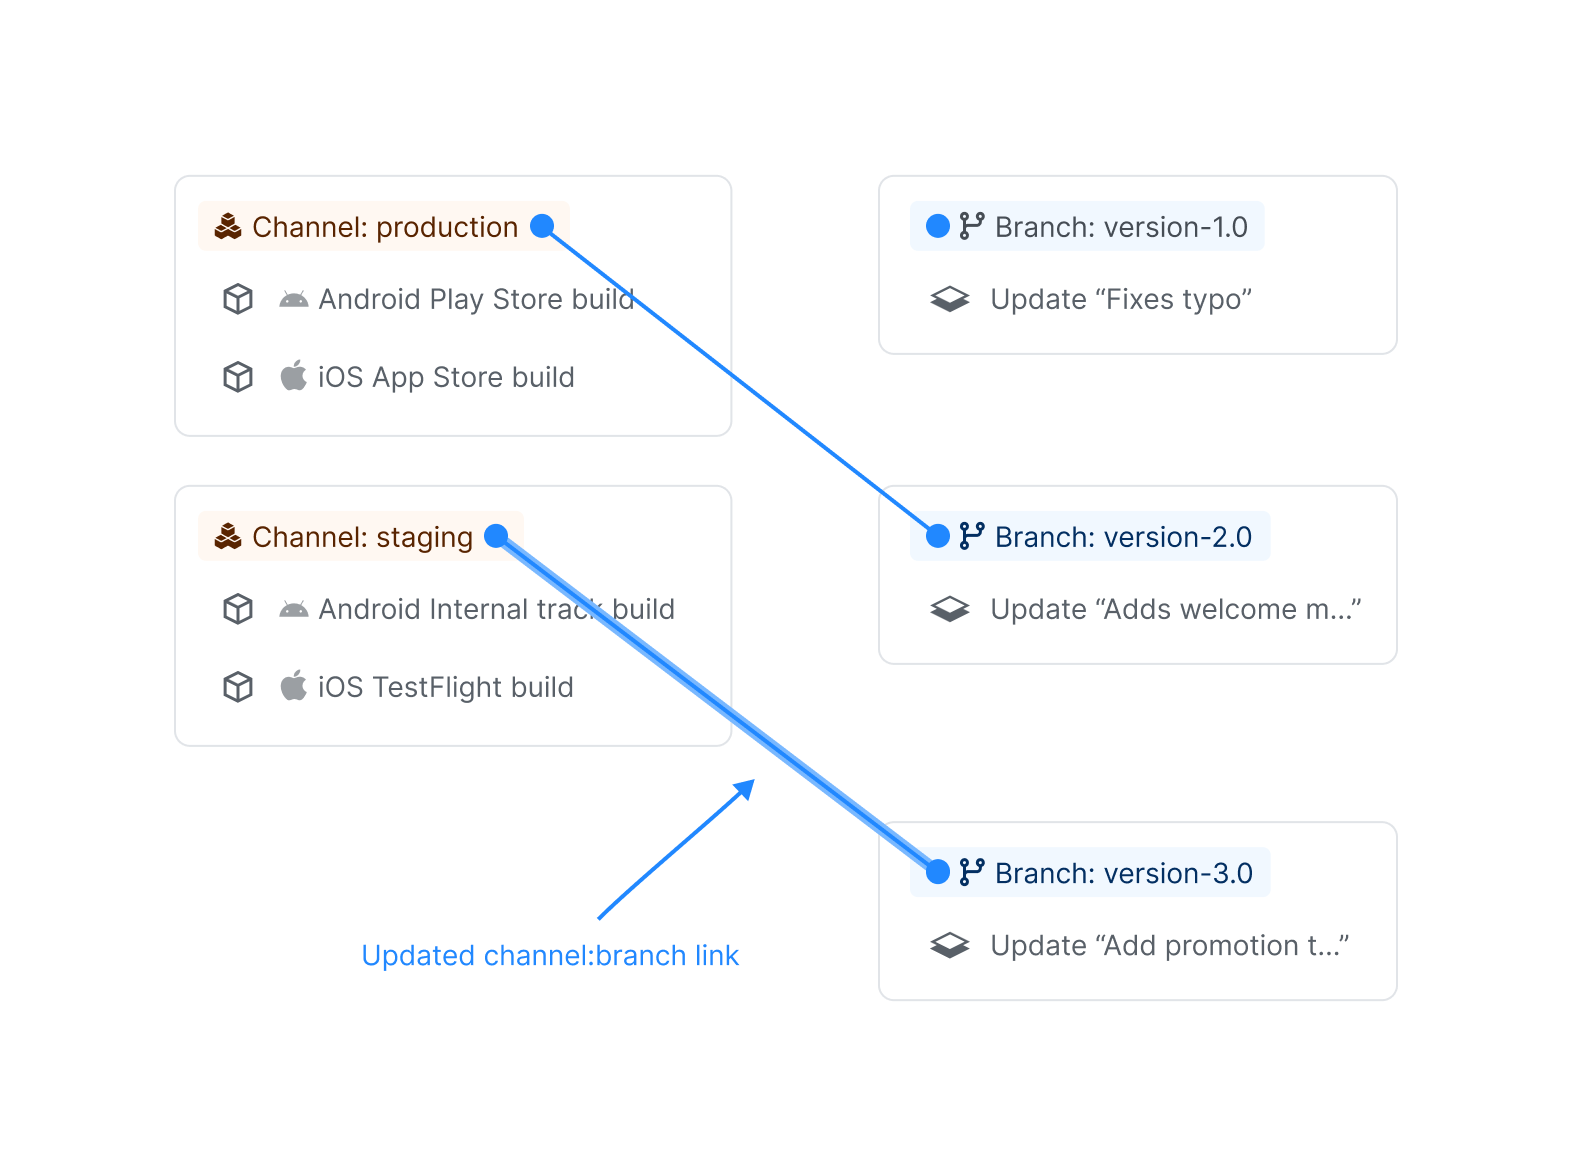 Channel: production
Android Play Store build
iOS App Store build
Channel: staging
Android Internal track build
iOS TestFlight build
Updated channel:branch link
Branch: version-1.0
Update “Fixes typo”
Branch: version-2.0
Update “Adds welcome m...”
Branch: version-3.0
Update “Add promotion t...”